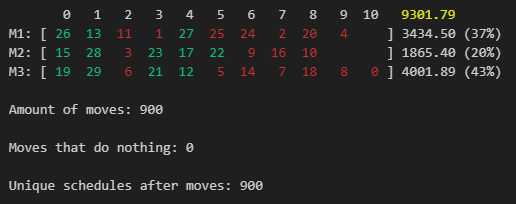 0 1 2 3 4 5 6 7 8 9 10 9301.79
M1: [ 26 13 11 1 27 25 24 2 20 4 ] 3434.50 (37%)
M2: [ 15 28 3 23 17 22 9 16 10 ] 1865.40 (20%)
M3: [ 19 29 6 21 12 5 14 7 18 8 0 ] 4001.89 (43%)
Amount of moves: 900
Moves that do nothing: 0
Unique schedules after moves: 900